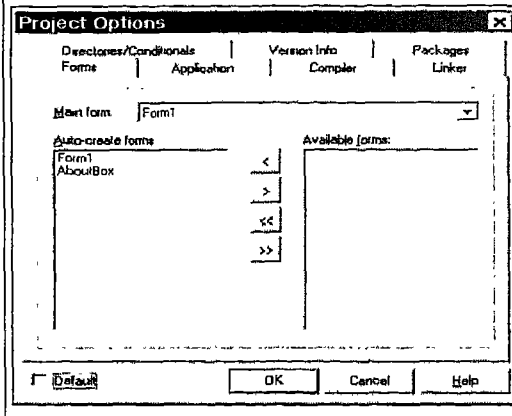 Project Options
Directories/Conditionals Version Info Packages
Forms Application Compiler Linker
Main form Form1
Auto-create forms Available forms:
Form1
AboutBox
<
>
<<
>>
Default OK Cancel Help